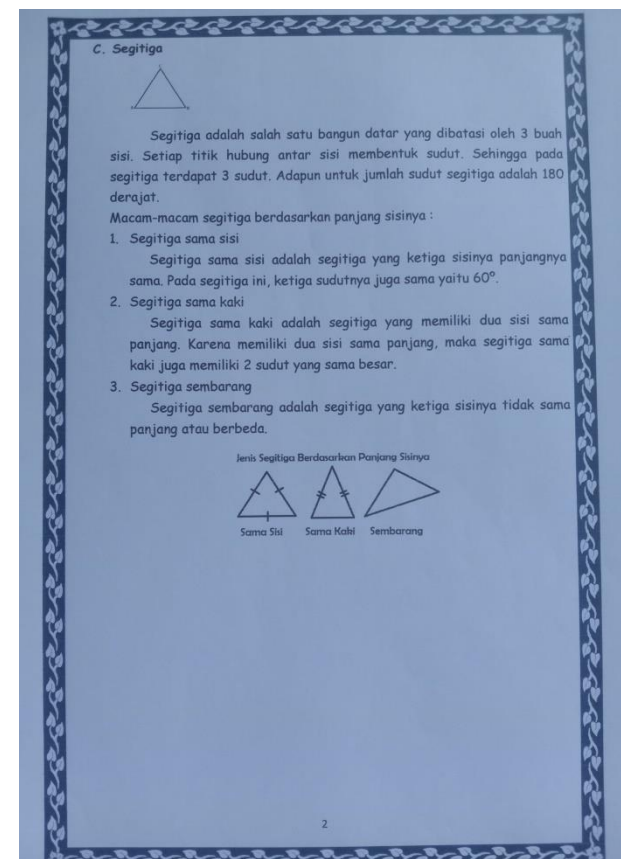 C. Segitiga
Segitiga adalah salah satu bangun datar yang dibatasi oleh 3 buah
sisi. Setiap titik hubung antar sisi membentuk sudut. Sehingga pada
segitiga terdapat 3 sudut. Adapun untuk jumlah sudut segitiga adalah 180
derajat.
Macam-macam segitiga berdasarkan panjang sisinya :
1. Segitiga sama sisi
Segitiga sama sisi adalah segitiga yang ketiga sisinya panjangnya
sama. Pada segitiga ini, ketiga sudutnya juga sama yaitu 60°.
2. Segitiga sama kaki
Segitiga sama kaki adalah segitiga yang memiliki dua sisi sama
panjang. Karena memiliki dua sisi sama panjang, maka segitiga sama
kaki juga memiliki 2 sudut yang sama besar.
3. Segitiga sembarang
Segitiga sembarang adalah segitiga yang ketiga sisinya tidak sama
panjang atau berbeda.
Jenis Segitiga Berdasarkan Panjang Sisinya
Sama Sisi Sama Kaki Sembarang
2